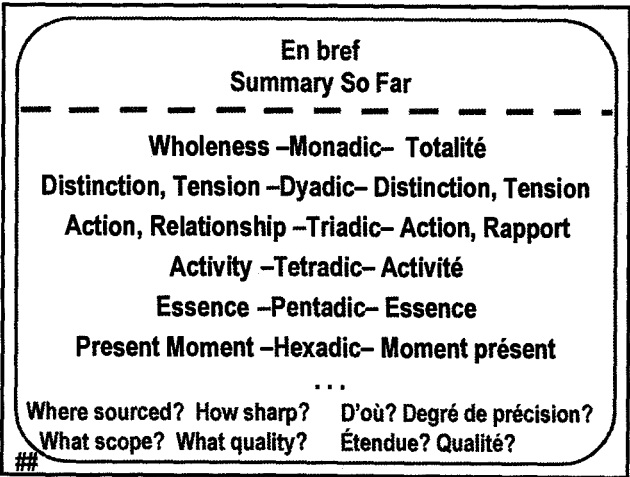 En bref
Summary So Far
Wholeness –Monadic– Totalité
Distinction, Tension –Dyadic– Distinction, Tension
Action, Relationship –Triadic– Action, Rapport
Activity –Tetradic– Activité
Essence –Pentadic– Essence
Present Moment –Hexadic– Moment présent
. . .
Where sourced? How sharp? D'où? Degré de précision?
What scope? What quality? Étendue? Qualité?
##